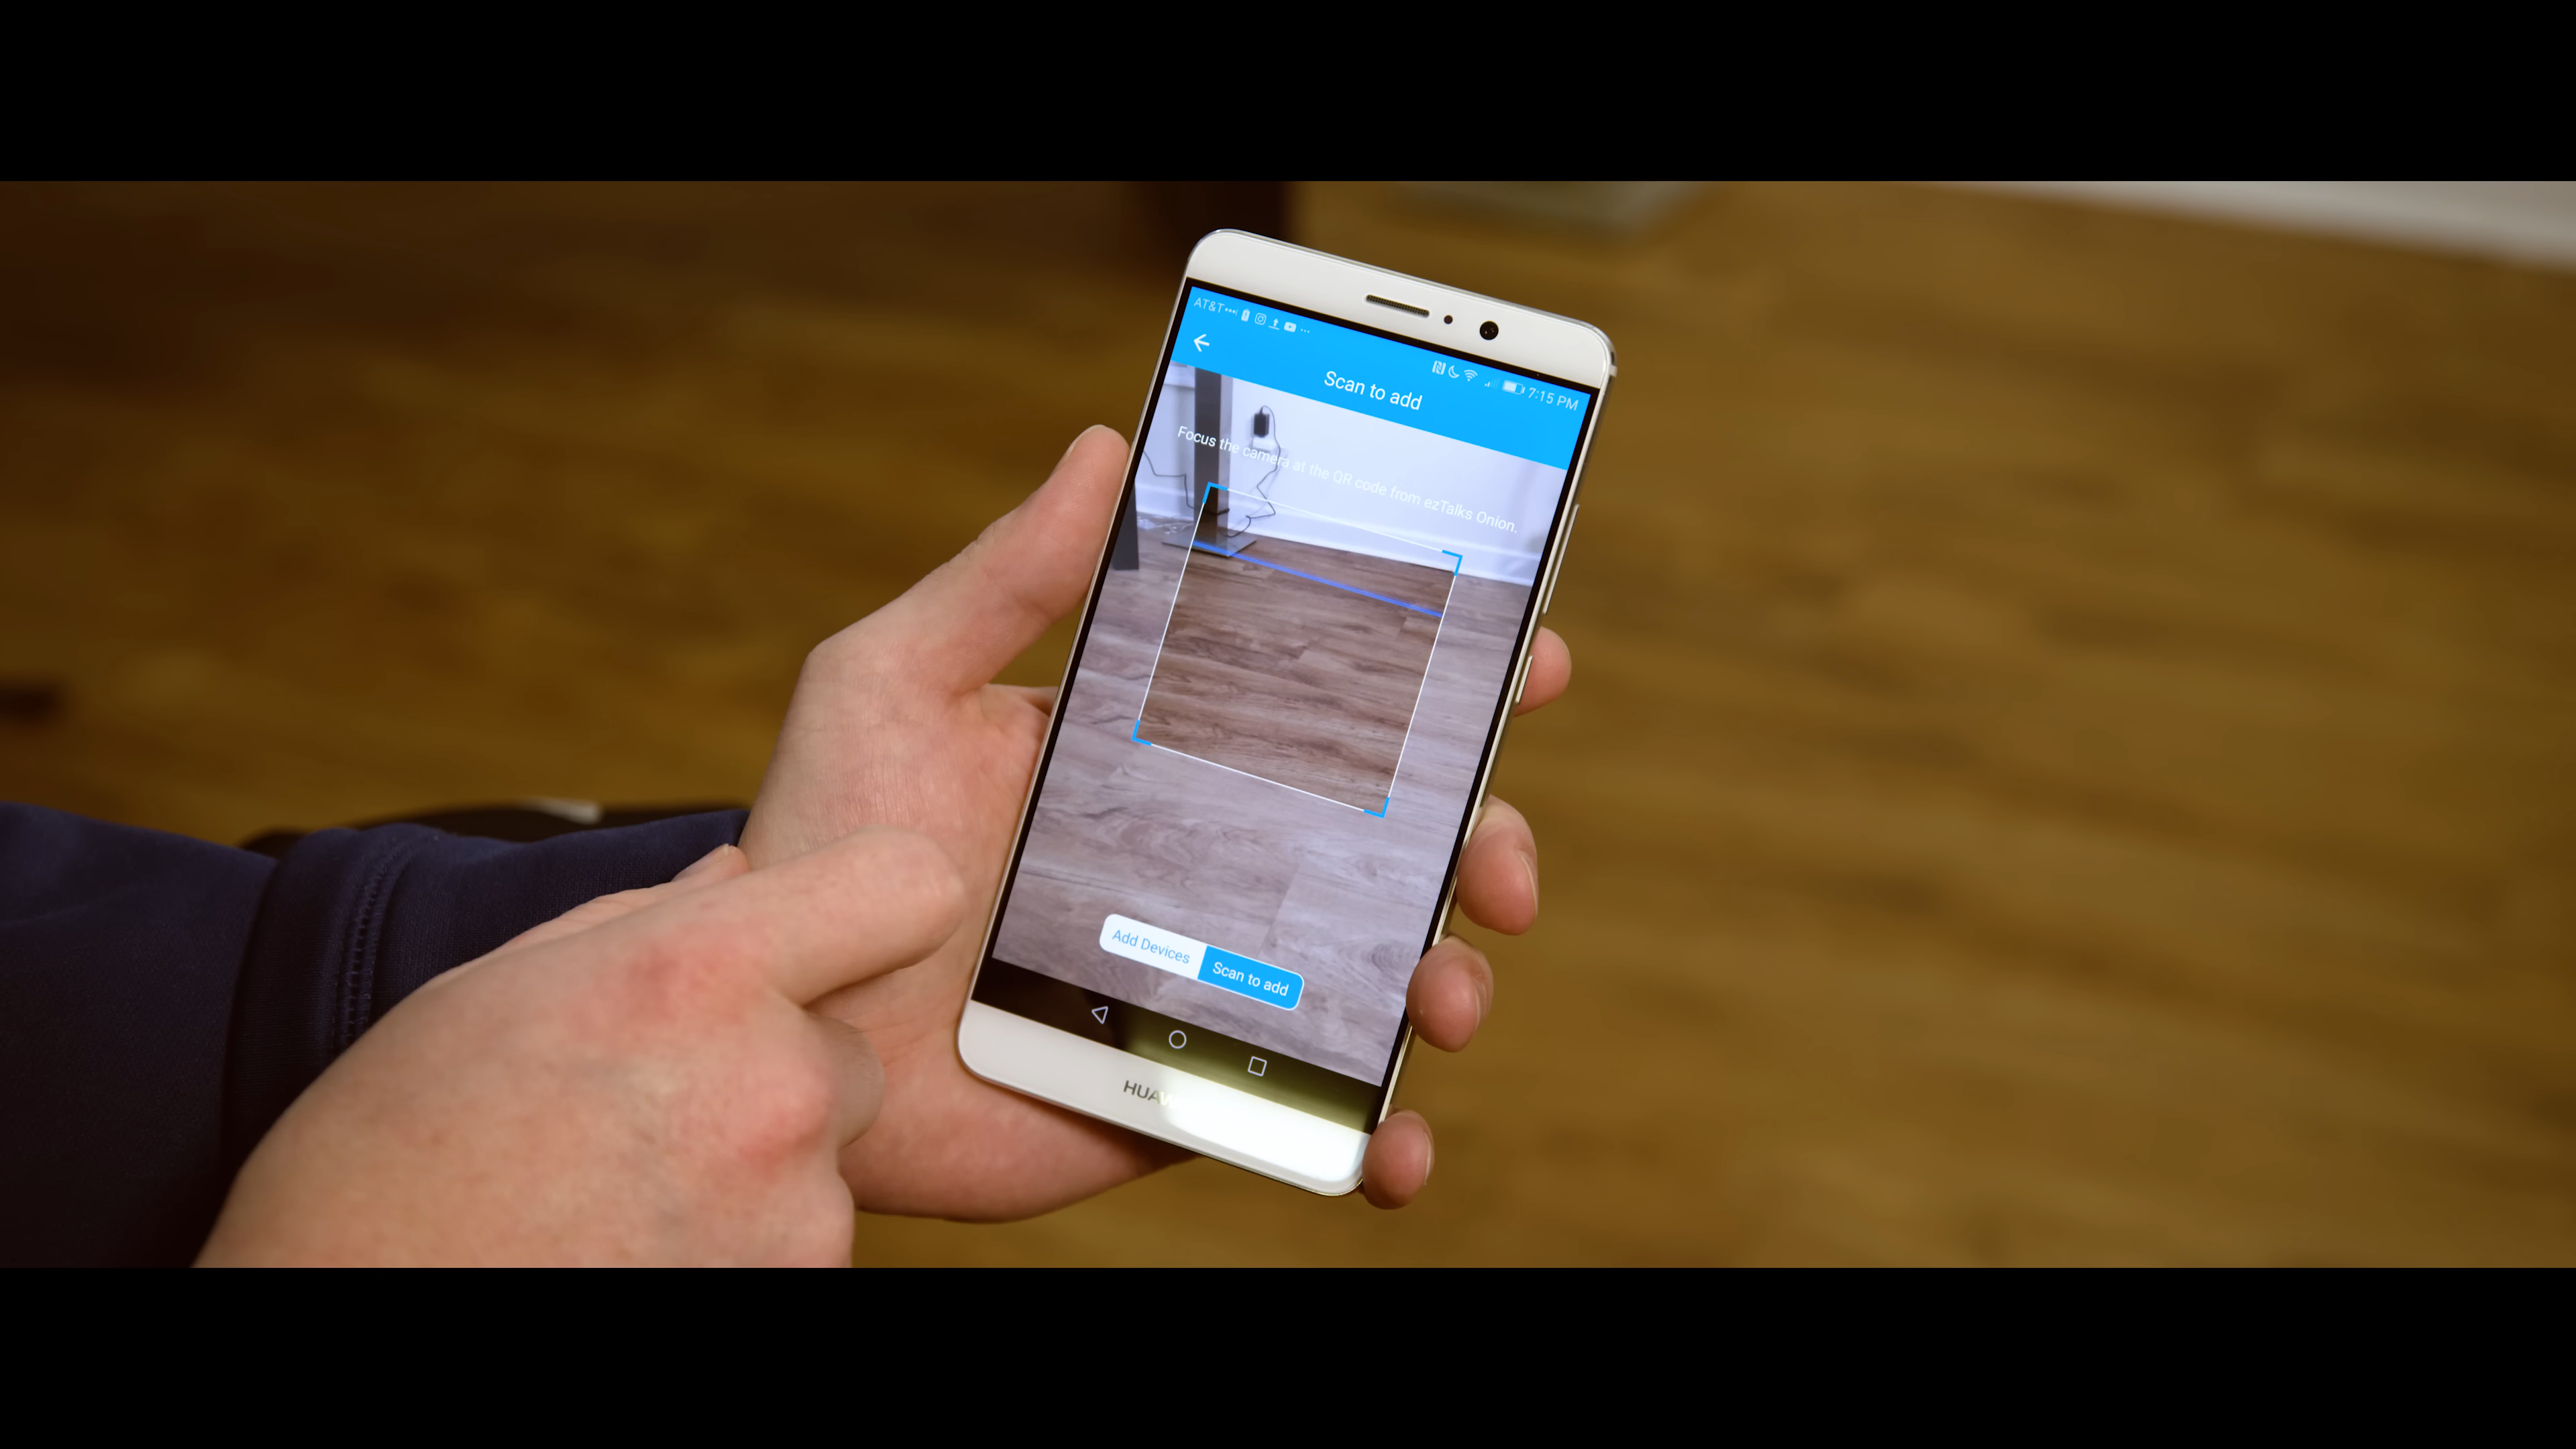 AT&T
7:15 PM
Scan to add
Focus the camera at the QR code from ezTalks Onion.
Add Devices
Scan to add
HUAW